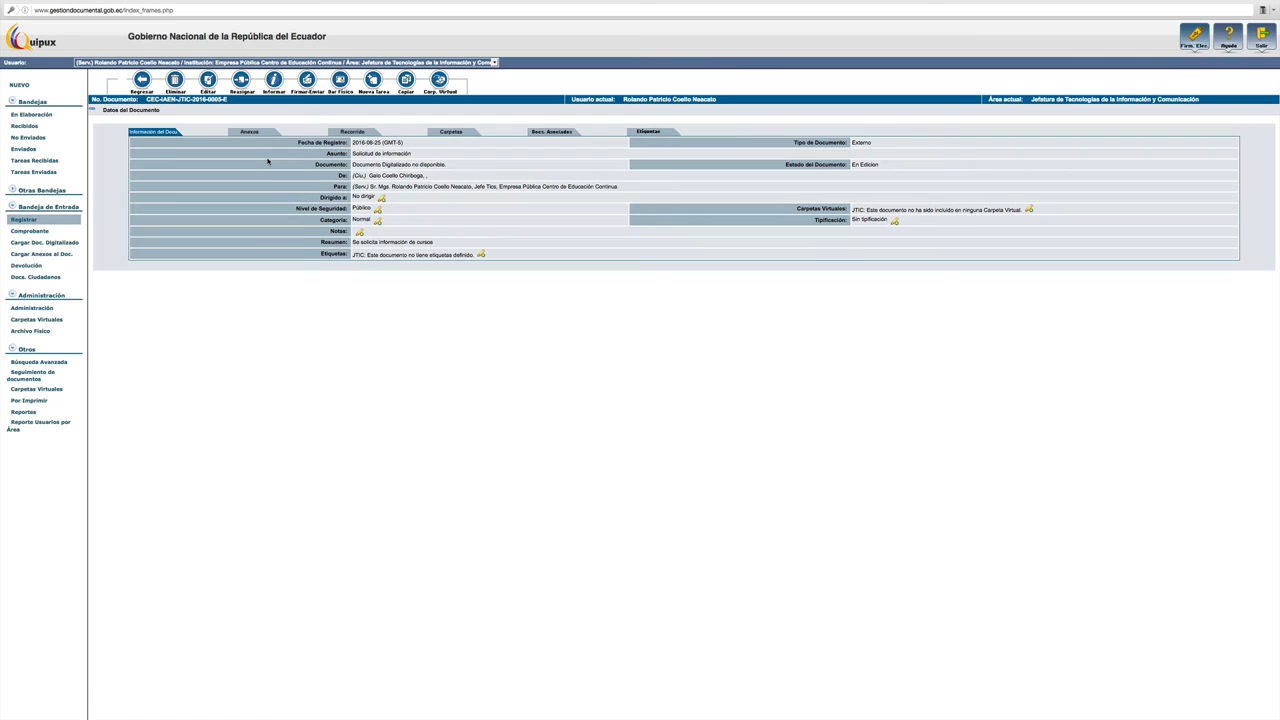 www.gestiondocumental.gob.ec/index_frames.php
Quipux
Gobierno Nacional de la República del Ecuador
Firm. Elec.
Ayuda
Salir
Usuario:
(Serv.) Rolando Patricio Coello Neacato / Institución: Empresa Pública Centro de Educación Continua / Área: Jefatura de Tecnologías de la Información y Com
NUEVO
Regresar
Eliminar
Editar
Reasignar
Informar
Firmar-Enviar
Dar Físico
Nueva Tarea
Copiar
Carp. Virtual
No. Documento: CEC-IAEN-JTIC-2016-0005-E
Usuario actual: Rolando Patricio Coello Neacato
Área actual: Jefatura de Tecnologías de la Información y Comunicación
Datos del Documento
Información del Docu
Anexos
Recorrido
Carpetas
Docs. Asociados
Etiquetas
Fecha de Registro: 2016-08-25 (GMT-5)
Tipo de Documento: Externo
Asunto: Solicitud de información
Documento: Documento Digitalizado no disponible.
Estado del Documento: En Edicion
De: (Ciu.) Galo Coello Chiriboga, ,
Para: (Serv.) Sr. Mgs. Rolando Patricio Coello Neacato, Jefe Tics, Empresa Pública Centro de Educación Continua
Dirigido a: No dirigir
Nivel de Seguridad: Público
Carpetas Virtuales: JTIC: Este documento no ha sido incluido en ninguna Carpeta Virtual.
Categoría: Normal
Tipificación: Sin tipificación
Notas:
Resumen: Se solicita información de cursos
Etiquetas: JTIC: Este documento no tiene etiquetas definido.
Bandejas
En Elaboración
Recibidos
No Enviados
Enviados
Tareas Recibidas
Tareas Enviadas
Otras Bandejas
Bandeja de Entrada
Registrar
Comprobante
Cargar Doc. Digitalizado
Cargar Anexos al Doc.
Devolución
Docs. Ciudadanos
Administración
Administración
Carpetas Virtuales
Archivo Físico
Otros
Búsqueda Avanzada
Seguimiento de
documentos
Carpetas Virtuales
Por Imprimir
Reportes
Reporte Usuarios por
Área